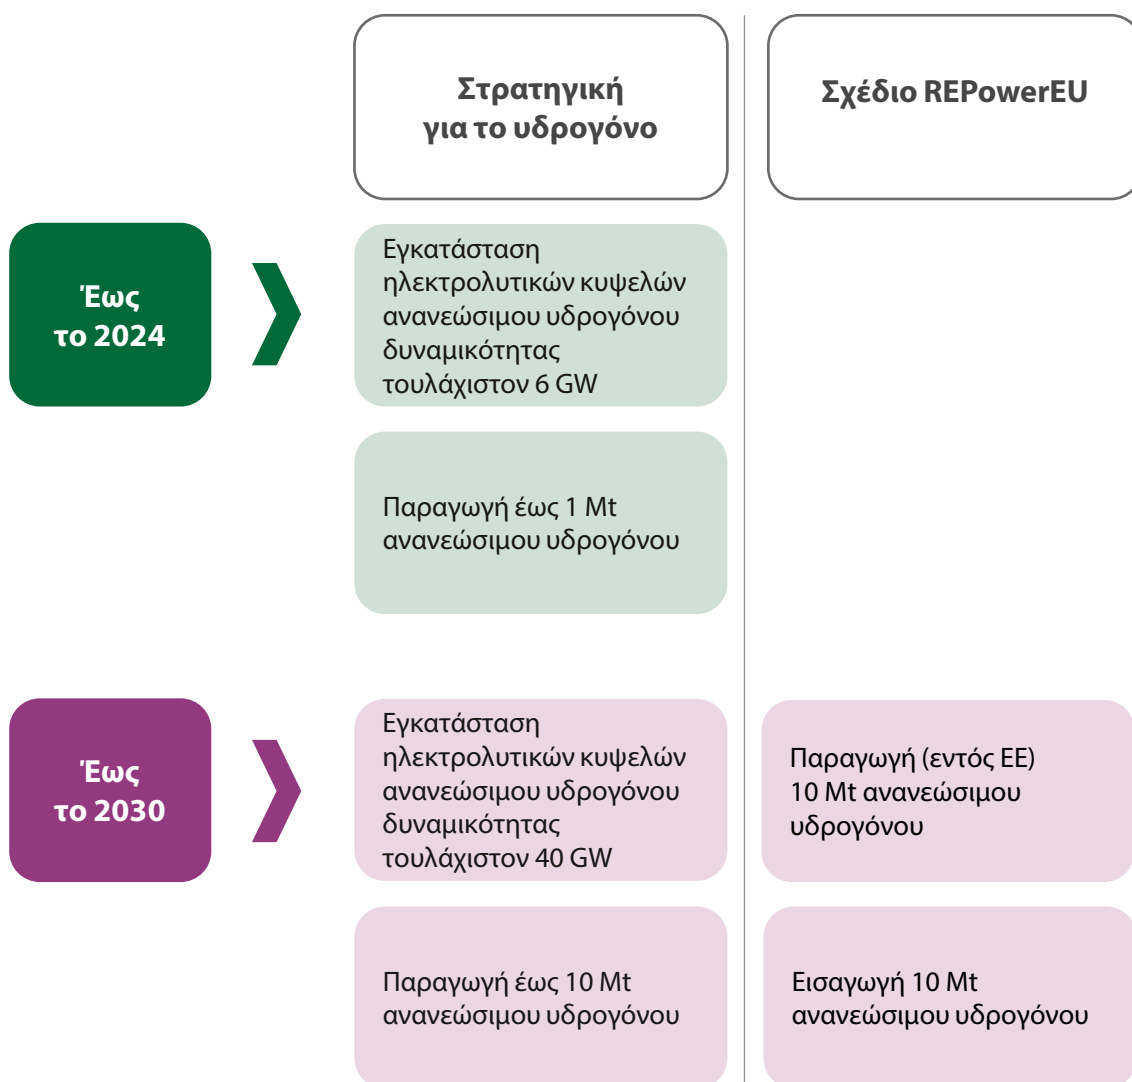 Στρατηγική
για το υδρογόνο
Σχέδιο REPowerEU
Έως
το 2024
Εγκατάσταση
ηλεκτρολυτικών κυψελών
ανανεώσιμου υδρογόνου
δυναμικότητας
τουλάχιστον 6 GW
Παραγωγή έως 1 Mt
ανανεώσιμου υδρογόνου
Έως
το 2030
Εγκατάσταση
ηλεκτρολυτικών κυψελών
ανανεώσιμου υδρογόνου
δυναμικότητας
τουλάχιστον 40 GW
Παραγωγή (εντός ΕΕ)
10 Mt ανανεώσιμου
υδρογόνου
Παραγωγή έως 10 Mt
ανανεώσιμου υδρογόνου
Εισαγωγή 10 Mt
ανανεώσιμου υδρογόνου